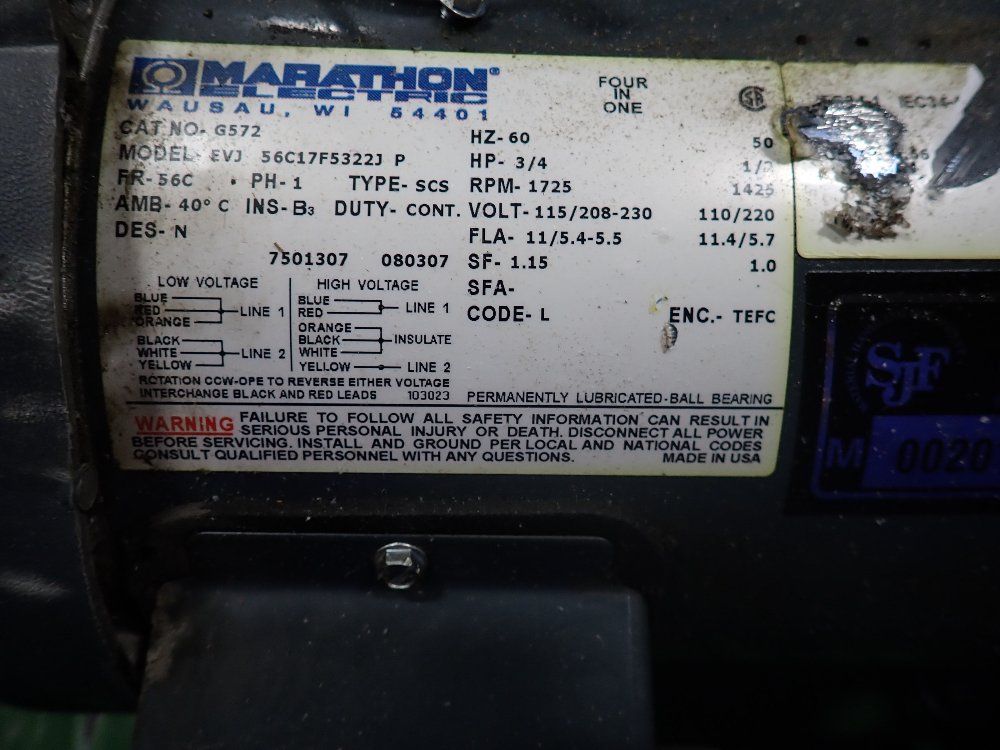 MARATHON®
ELECTRIC
WAUSAU, WI 54401
FOUR
IN
ONE
CAT NO- G572
MODEL- EVJ 56C17F5322J P
FR-56C PH-1 TYPE- SCS
AMB- 40° C INS-B3 DUTY- CONT.
DES- N
7501307 080307
HZ-60 50
HP- 3/4
RPM-1725 1425
VOLT-115/208-230 110/220
FLA- 11/5.4-5.5 11.4/5.7
SF- 1.15 1.0
SFA-
CODE- L ENC.- TEFC
LOW VOLTAGE
BLUE
RED
ORANGE
LINE 1
BLACK
WHITE
YELLOW
LINE 2
HIGH VOLTAGE
BLUE
RED
LINE 1
ORANGE
BLACK
WHITE
INSULATE
YELLOW LINE 2
ROTATION CCW-OPE TO REVERSE EITHER VOLTAGE
INTERCHANGE BLACK AND RED LEADS 103023
PERMANENTLY LUBRICATED-BALL BEARING
WARNING FAILURE TO FOLLOW ALL SAFETY INFORMATION CAN RESULT IN
SERIOUS PERSONAL INJURY OR DEATH. DISCONNECT ALL POWER
BEFORE SERVICING. INSTALL AND GROUND PER LOCAL AND NATIONAL CODES
CONSULT QUALIFIED PERSONNEL WITH ANY QUESTIONS. MADE IN USA
SJF
M 0020